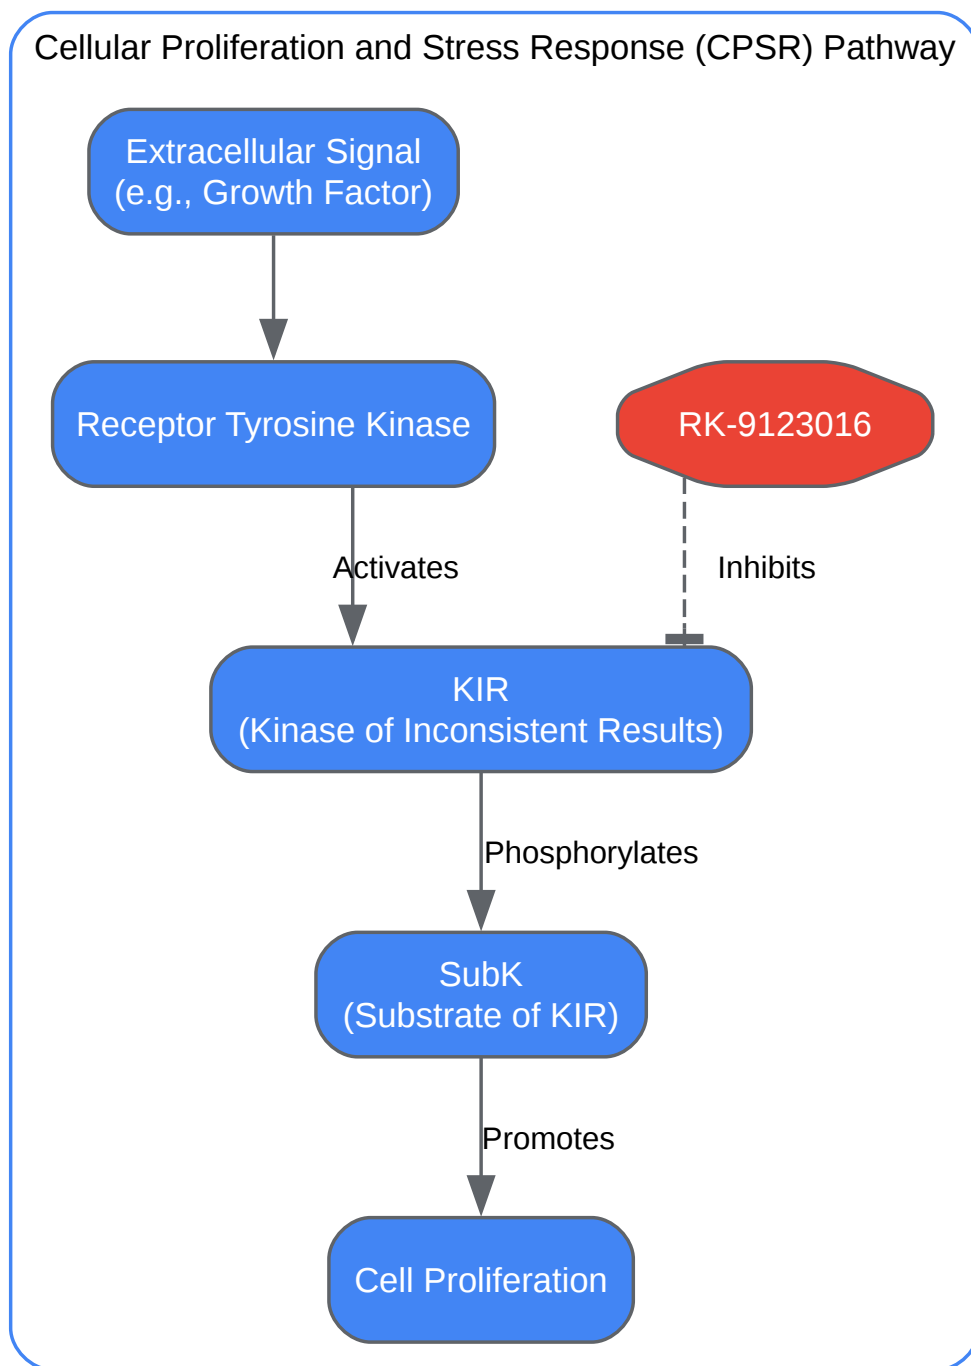 Cellular Proliferation and Stress Response (CPSR) Pathway
Extracellular Signal
(e.g., Growth Factor)
Receptor Tyrosine Kinase
RK-9123016
Activates
Inhibits
KIR
(Kinase of Inconsistent Results)
Phosphorylates
SubK
(Substrate of KIR)
Promotes
Cell Proliferation